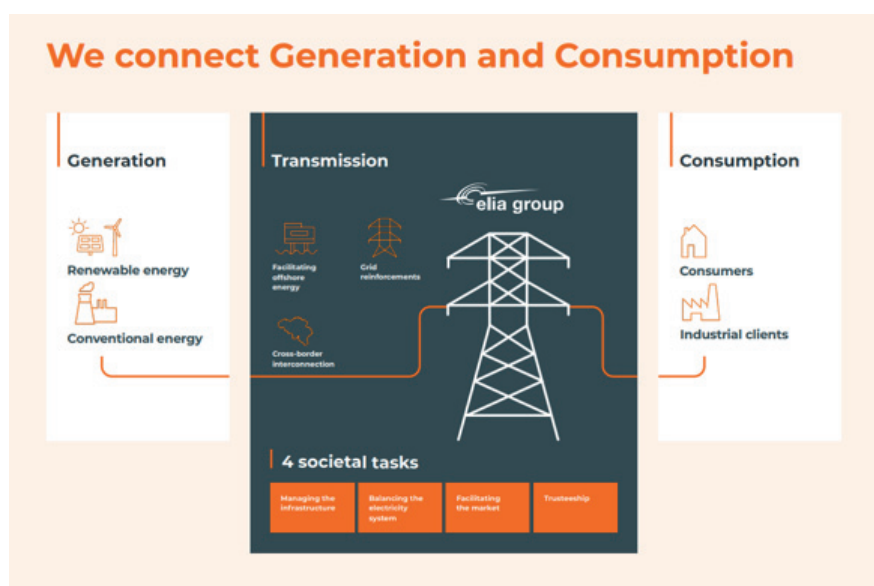 We connect Generation and Consumption
Generation
Renewable energy
Conventional energy
Transmission
elia group
Facilitating
offshore
energy
Grid
reinforcements
Cross-border
interconnection
4 societal tasks
Managing the
infrastructure
Balancing the
electricity
system
Facilitating
the market
Trusteeship
Consumption
Consumers
Industrial clients